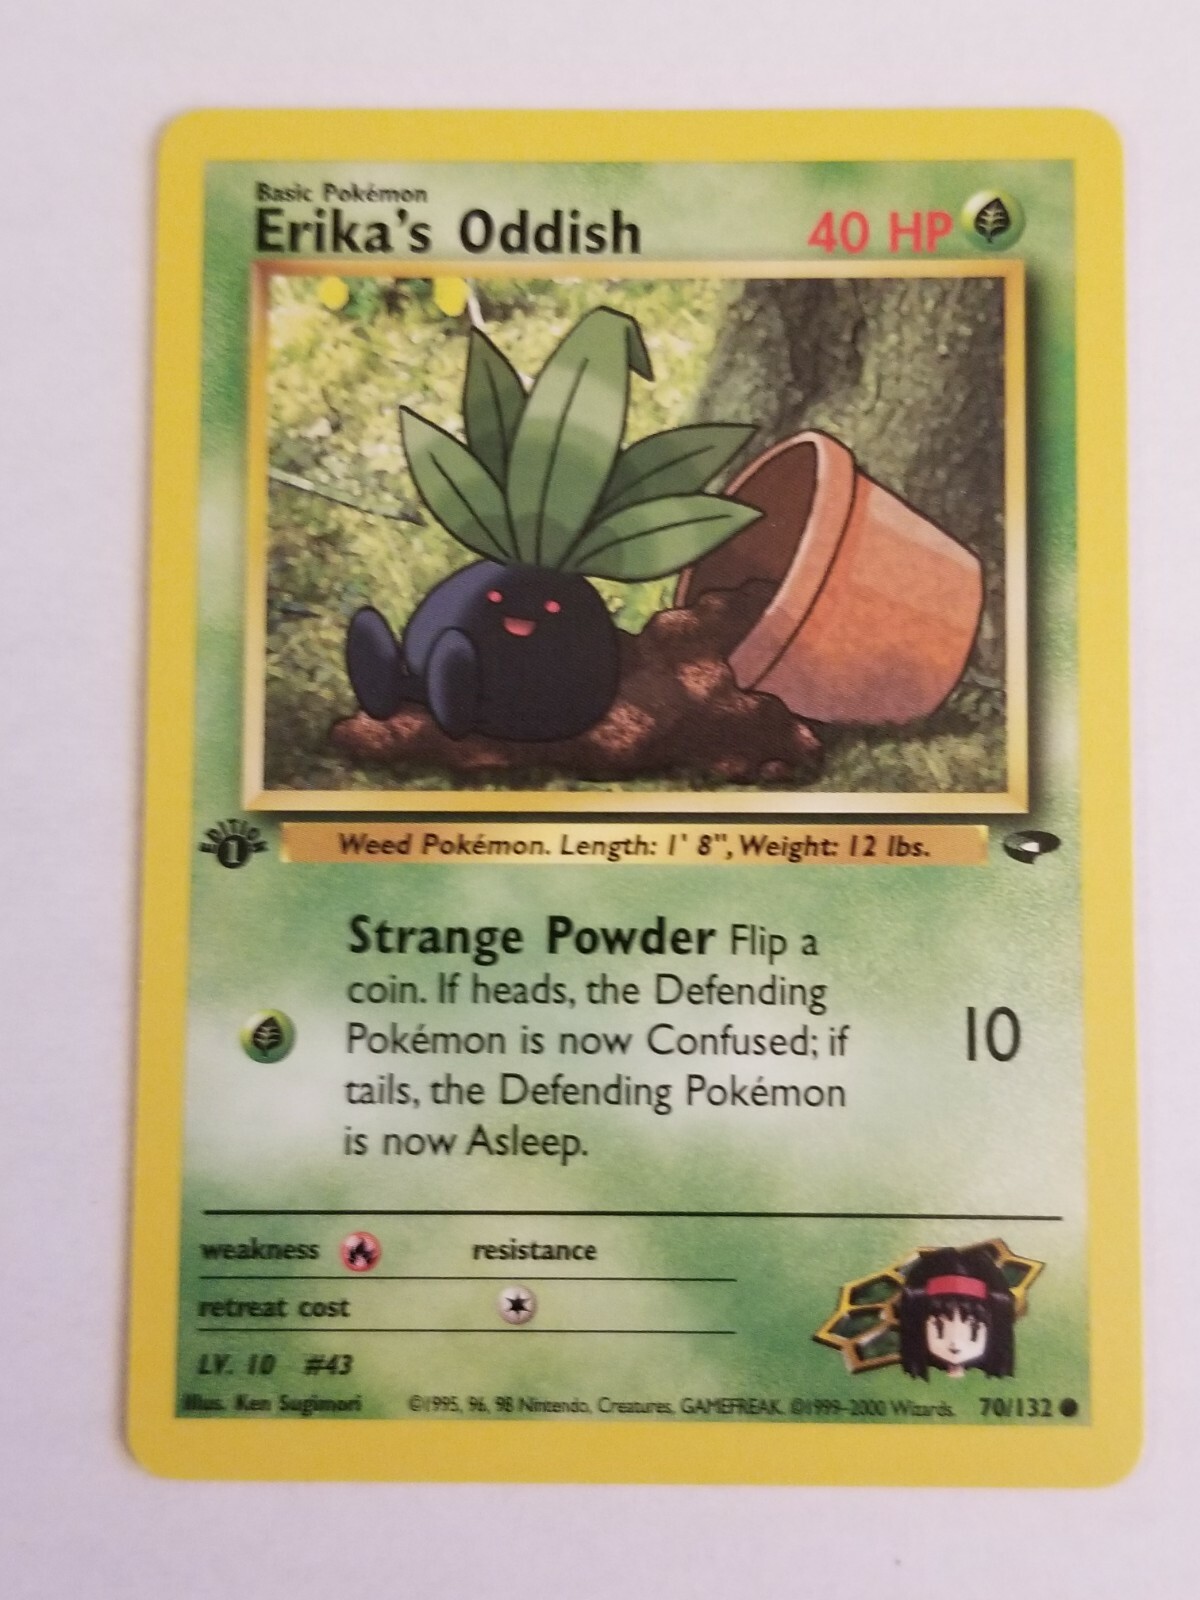 Basic Pokémon
Erika's Oddish 40 HP
EDITION
1
Weed Pokémon. Length: 1' 8", Weight: 12 lbs.
Strange Powder Flip a
coin. If heads, the Defending
Pokémon is now Confused; if
tails, the Defending Pokémon
is now Asleep.
10
weakness resistance
retreat cost
LV. 10 #43
Illus. Ken Sugimori ©1995, 96, 98 Nintendo, Creatures, GAMEFREAK. ©1999-2000 Wizards. 70/132